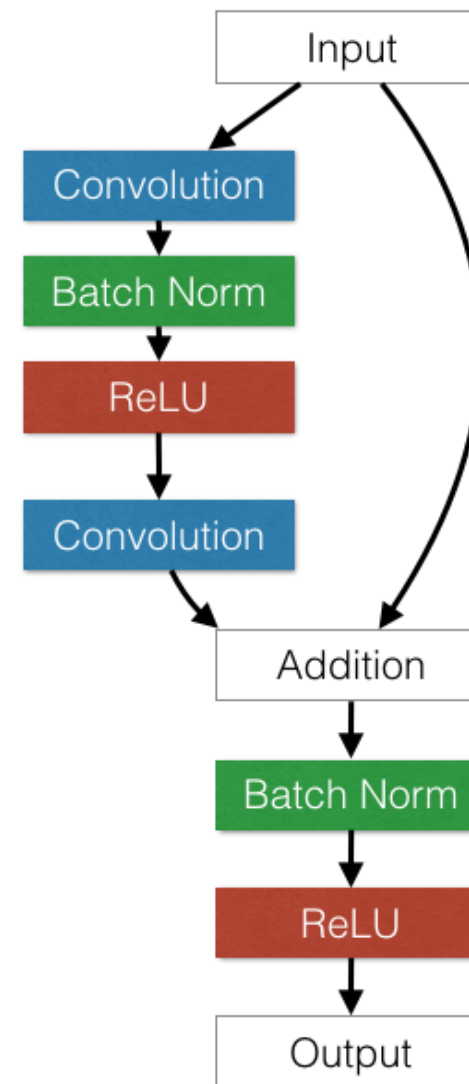 Input
Convolution
Batch Norm
ReLU
Convolution
Addition
Batch Norm
ReLU
Output